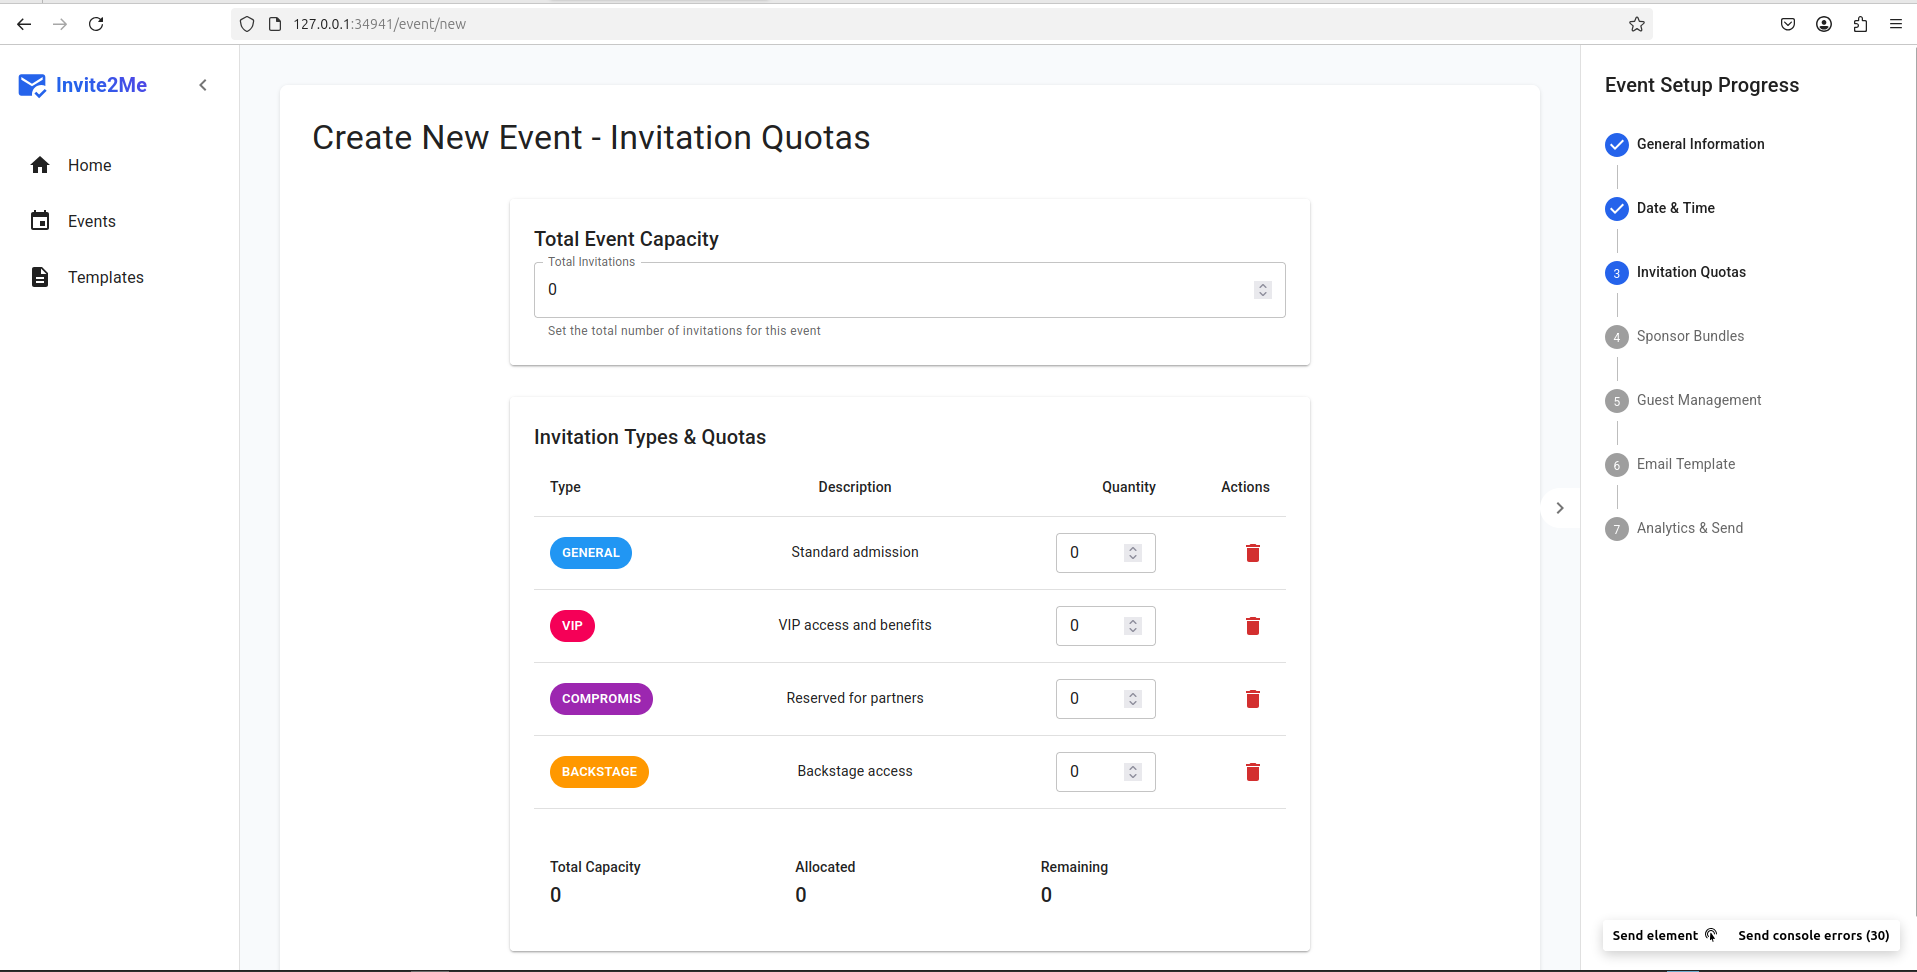 127.0.0.1:34941/event/new
Invite2Me
Home
Events
Templates
Create New Event - Invitation Quotas
Total Event Capacity
Total Invitations
0
Set the total number of invitations for this event
Invitation Types & Quotas
Type Description Quantity Actions
GENERAL Standard admission 0
VIP VIP access and benefits 0
COMPROMIS Reserved for partners 0
BACKSTAGE Backstage access 0
Total Capacity Allocated Remaining
0 0 0
Event Setup Progress
General Information
Date & Time
3 Invitation Quotas
4 Sponsor Bundles
5 Guest Management
6 Email Template
7 Analytics & Send
Send element Send console errors (30)